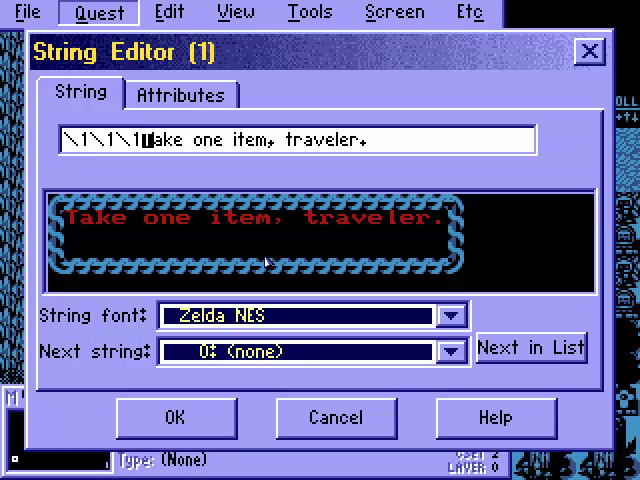 File Quest Edit View Tools Screen Etc
String Editor (1)
String Attributes
\1\1\1Take one item, traveler.
Take one item, traveler.
String font: Zelda NES
Next string: 0: (none) Next in List
OK Cancel Help
Type: (None)
LAYER 0